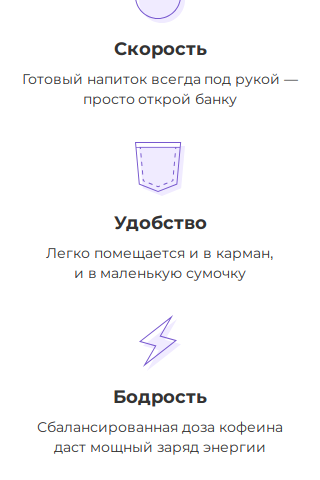 Скорость
Готовый напиток всегда под рукой —
просто открой банку
Удобство
Легко помещается и в карман,
и в маленькую сумочку
Бодрость
Сбалансированная доза кофеина
даст мощный заряд энергии